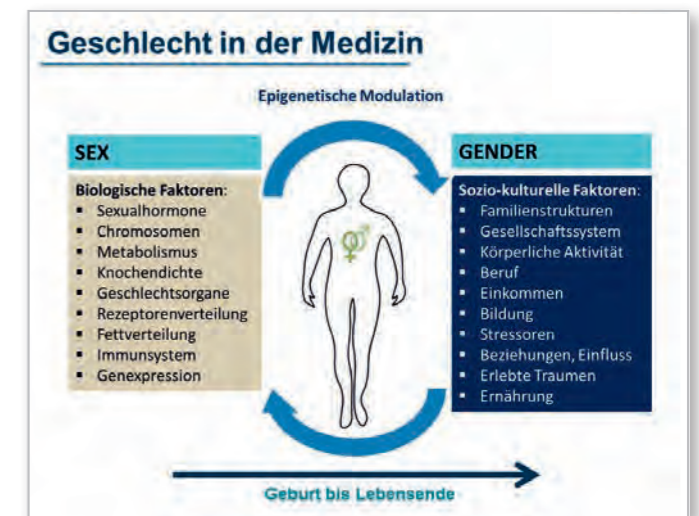 Geschlecht in der Medizin
Epigenetische Modulation
SEX
Biologische Faktoren:
▪ Sexualhormone
▪ Chromosomen
▪ Metabolismus
▪ Knochendichte
▪ Geschlechtsorgane
▪ Rezeptorenverteilung
▪ Fettverteilung
▪ Immunsystem
▪ Genexpression
GENDER
Sozio-kulturelle Faktoren:
▪ Familienstrukturen
▪ Gesellschaftssystem
▪ Körperliche Aktivität
▪ Beruf
▪ Einkommen
▪ Bildung
▪ Stressoren
▪ Beziehungen, Einfluss
▪ Erlebte Traumen
▪ Ernährung
Geburt bis Lebensende